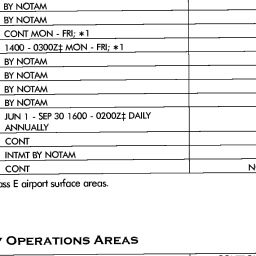 BY NOTAM
BY NOTAM
CONT MON - FRI; *1
1400 - 0300Z‡ MON - FRI; *1
BY NOTAM
BY NOTAM
BY NOTAM
BY NOTAM
JUN 1 - SEP 30 1600 - 0200Z‡ DAILY
ANNUALLY
CONT
INTMT BY NOTAM
CONT N
ass E airport surface areas.
Y OPERATIONS AREAS